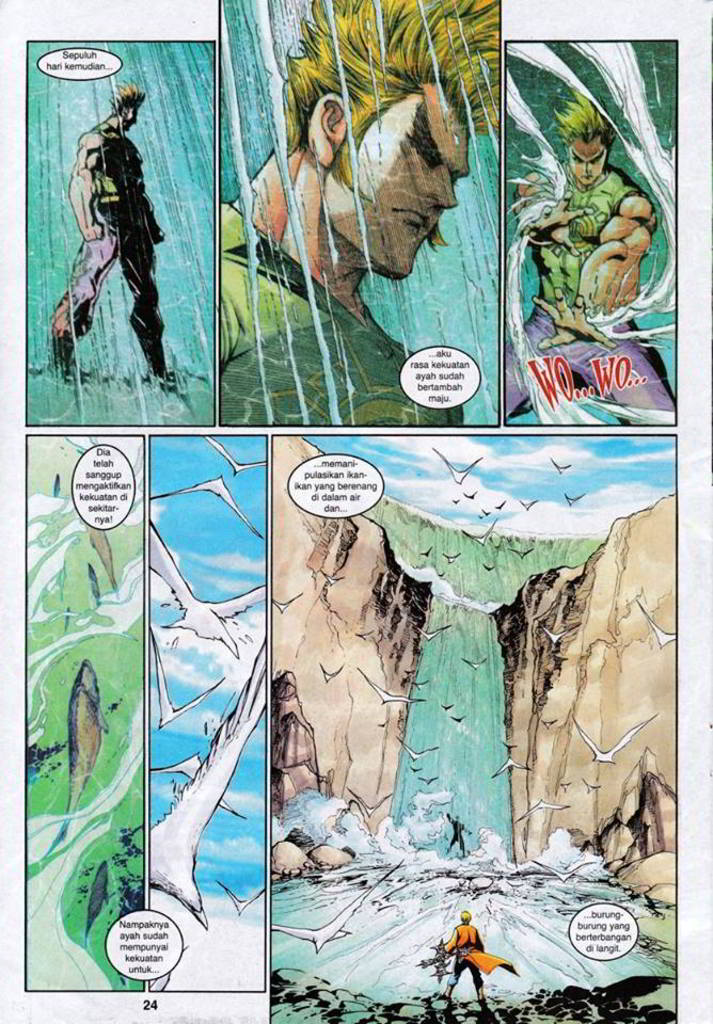 Sepuluh
hari kemudian...
...aku
rasa kekuatan
ayah sudah
bertambah
maju.
WO...WO...
Dia
telah
sanggup
mengaktifkan
kekuatan di
sekitar-
nya!
Nampaknya
ayah sudah
mempunyai
kekuatan
untuk...
...memani-
pulasikan ikan-
ikan yang berenang
di dalam air
dan...
...burung-
burung yang
berterbangan
di langit.
24